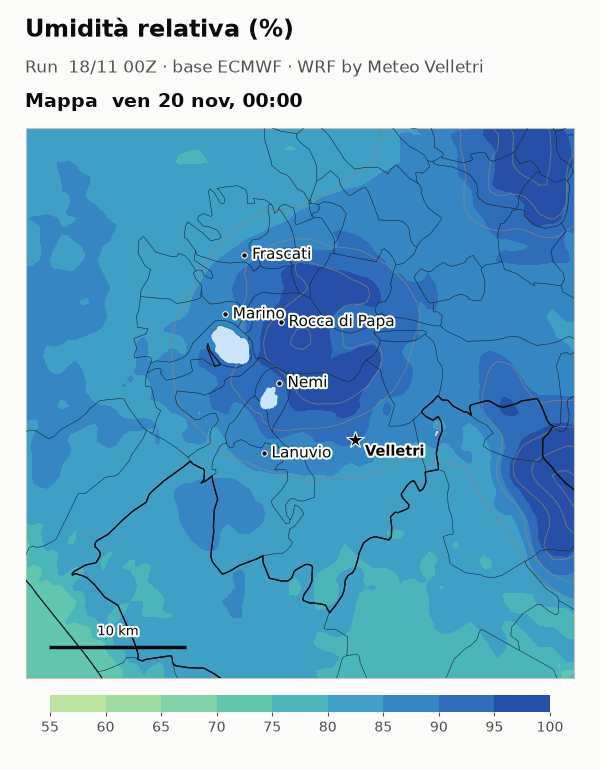 Umidità relativa (%)
Run  18/11 00Z · base ECMWF · WRF by Meteo Velletri
Mappa  ven 20 nov, 00:00
Frascati
Marino
Rocca di Papa
Nemi
Velletri
Lanuvio
10 km
55 60 65 70 75 80 85 90 95 100